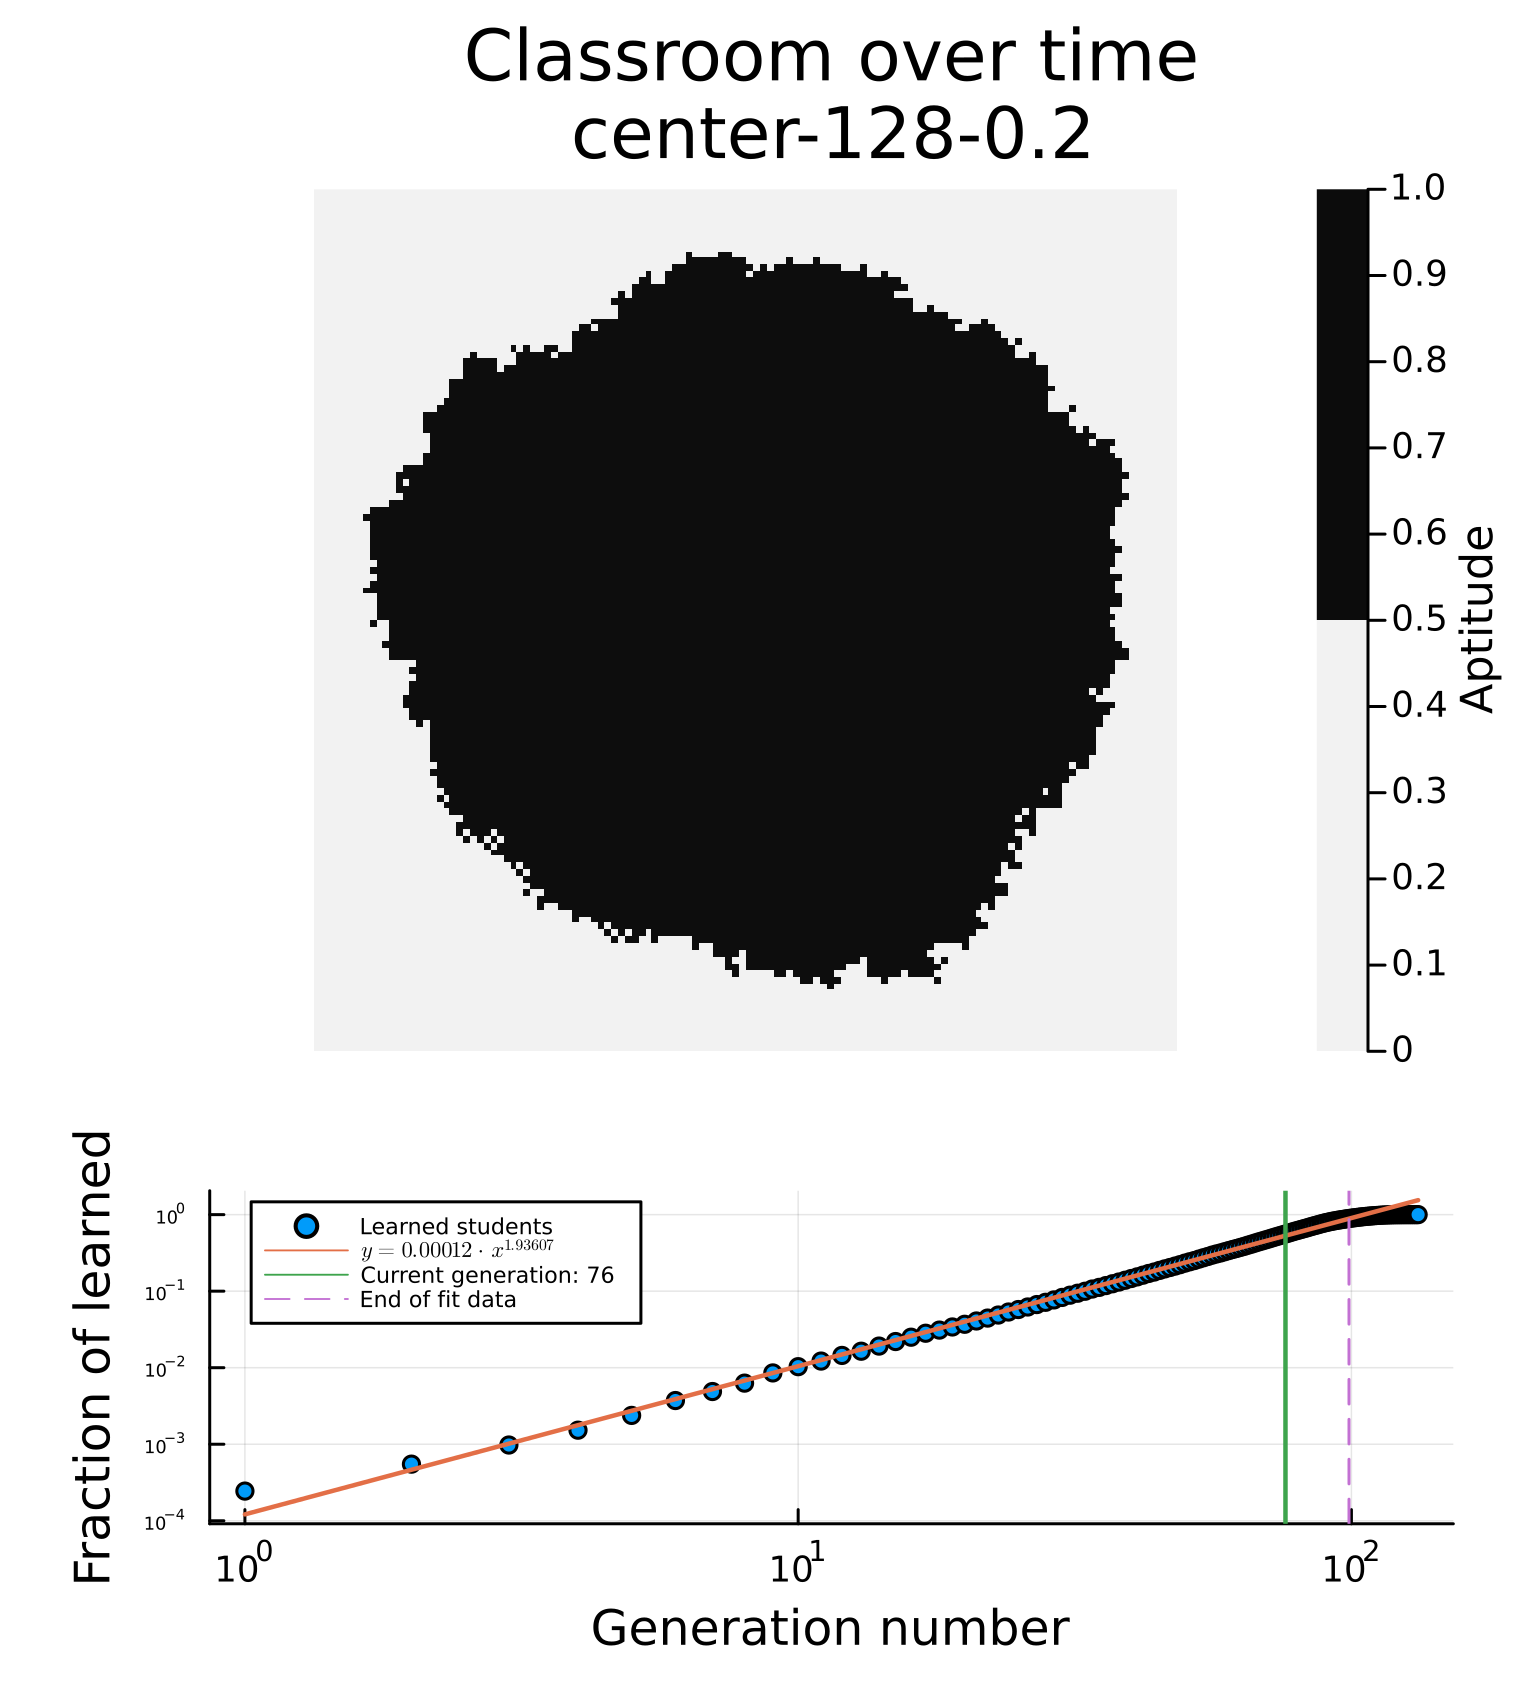 Classroom over time
center-128-0.2
1.0
0.9
0.8
0.7
0.6
0.5
0.4
0.3
0.2
0.1
0
Aptitude
Fraction of learned
10^0
10^-1
10^-2
10^-3
10^-4
Learned students
y = 0.00012 · x^1.93607
Current generation: 76
End of fit data
10^0
10^1
10^2
Generation number